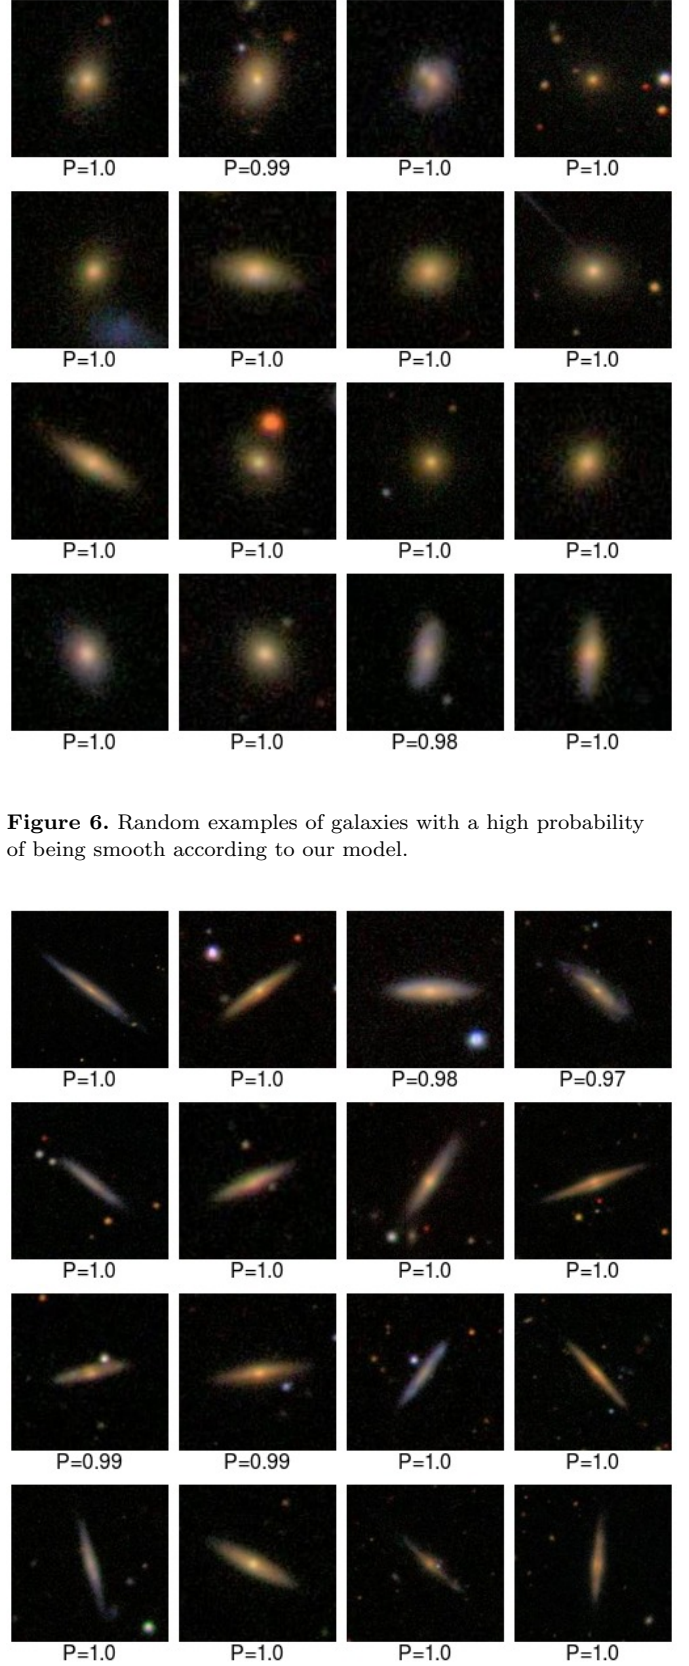 P=1.0 P=0.99 P=1.0 P=1.0
P=1.0 P=1.0 P=1.0 P=1.0
P=1.0 P=1.0 P=1.0 P=1.0
P=1.0 P=1.0 P=0.98 P=1.0
Figure 6. Random examples of galaxies with a high probability
of being smooth according to our model.
P=1.0 P=1.0 P=0.98 P=0.97
P=1.0 P=1.0 P=1.0 P=1.0
P=0.99 P=0.99 P=1.0 P=1.0
P=1.0 P=1.0 P=1.0 P=1.0